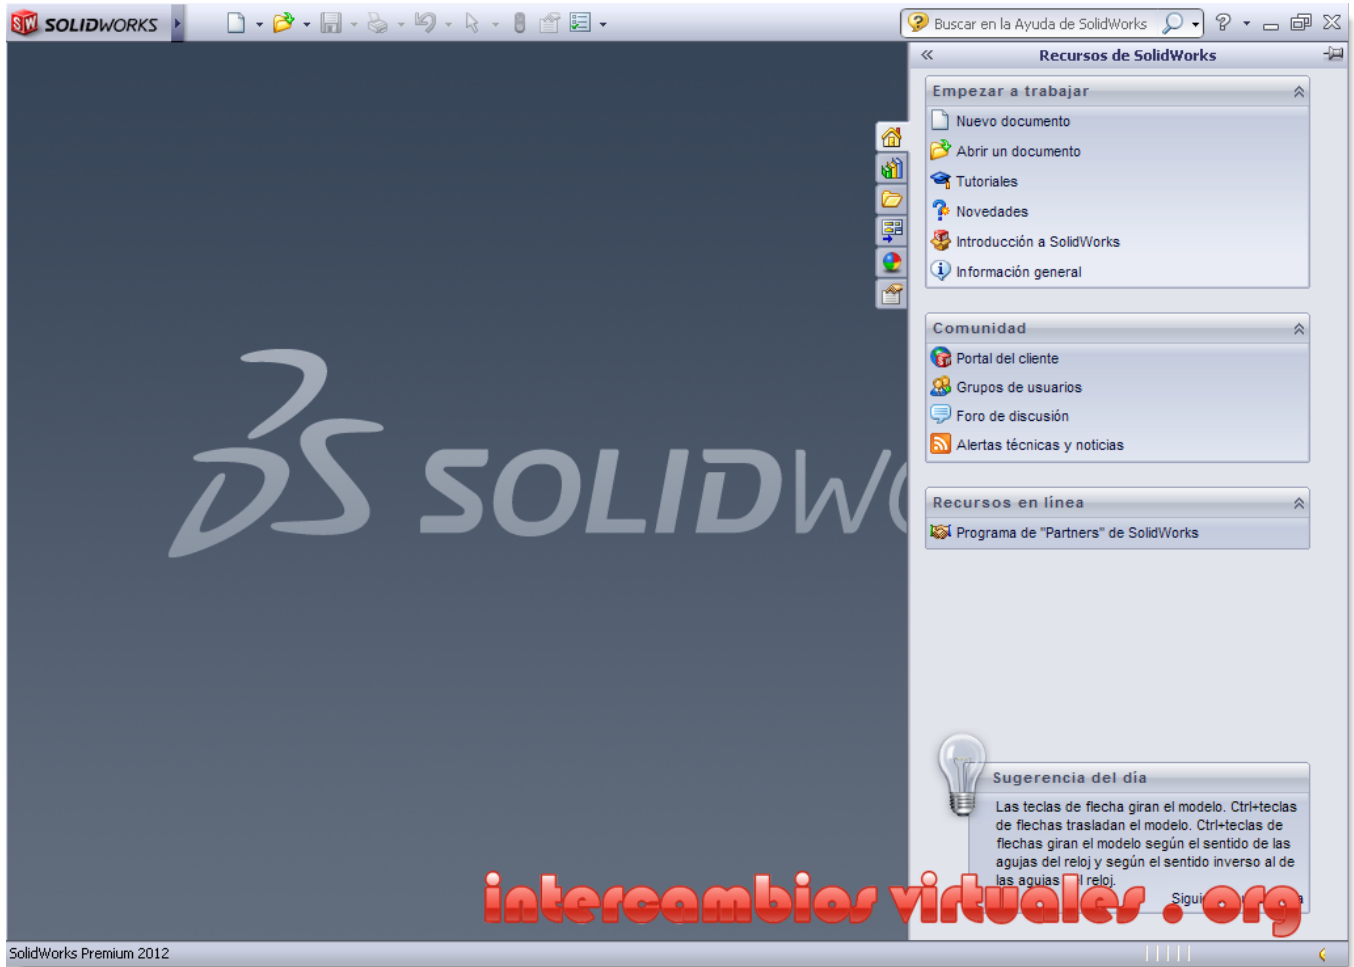 SW SOLIDWORKS
Buscar en la Ayuda de SolidWorks
Recursos de SolidWorks
Empezar a trabajar
Nuevo documento
Abrir un documento
Tutoriales
Novedades
Introducción a SolidWorks
Información general
Comunidad
Portal del cliente
Grupos de usuarios
Foro de discusión
Alertas técnicas y noticias
Recursos en línea
Programa de "Partners" de SolidWorks
SOLIDW
Sugerencia del día
Las teclas de flecha giran el modelo. Ctrl+teclas
de flechas trasladan el modelo. Ctrl+teclas de
flechas giran el modelo según el sentido de las
agujas del reloj y según el sentido inverso al de
las agujas reloj.
intercambios virtuales . org
SolidWorks Premium 2012